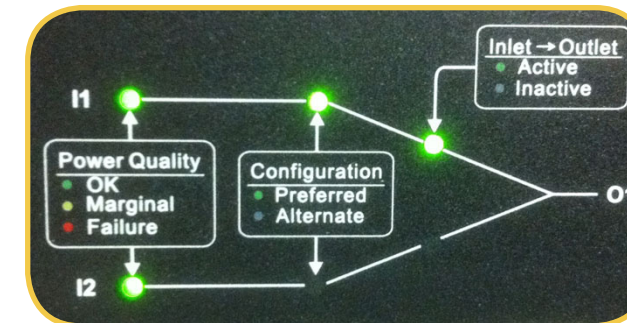 Inlet → Outlet
Active
Inactive
I1
Power Quality
OK
Marginal
Failure
Configuration
Preferred
Alternate
I2